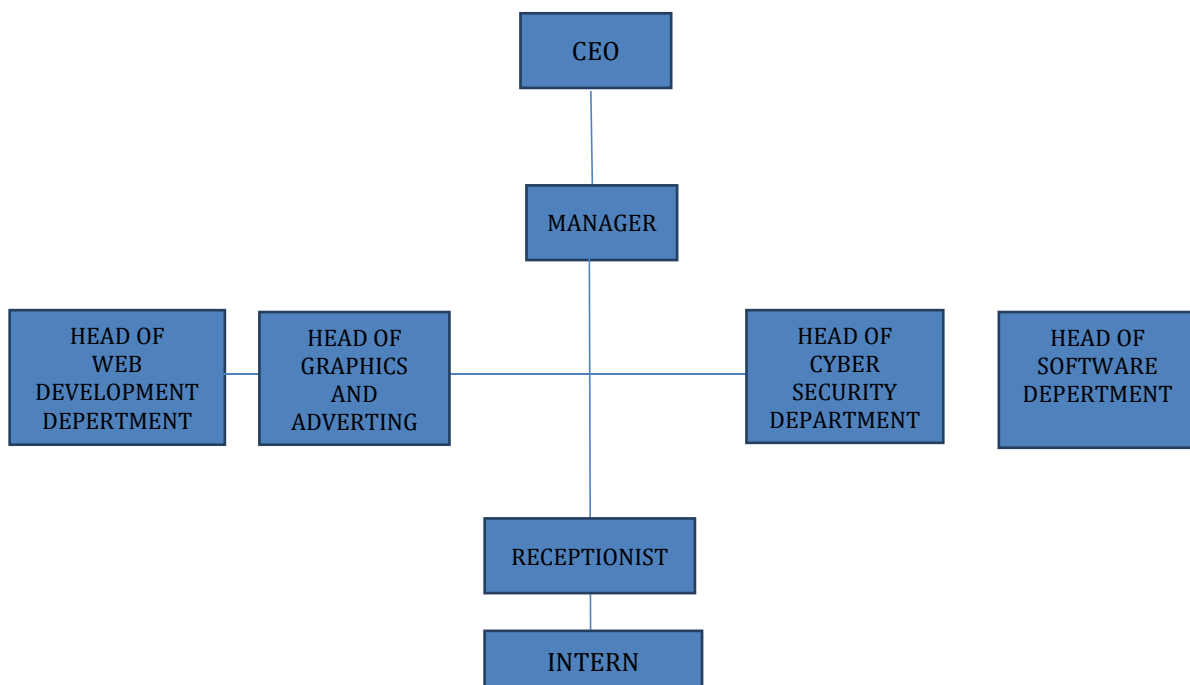 CEO
MANAGER
HEAD OF
WEB
DEVELOPMENT
DEPERTMENT
HEAD OF
GRAPHICS
AND
ADVERTING
HEAD OF
CYBER
SECURITY
DEPARTMENT
HEAD OF
SOFTWARE
DEPERTMENT
RECEPTIONIST
INTERN